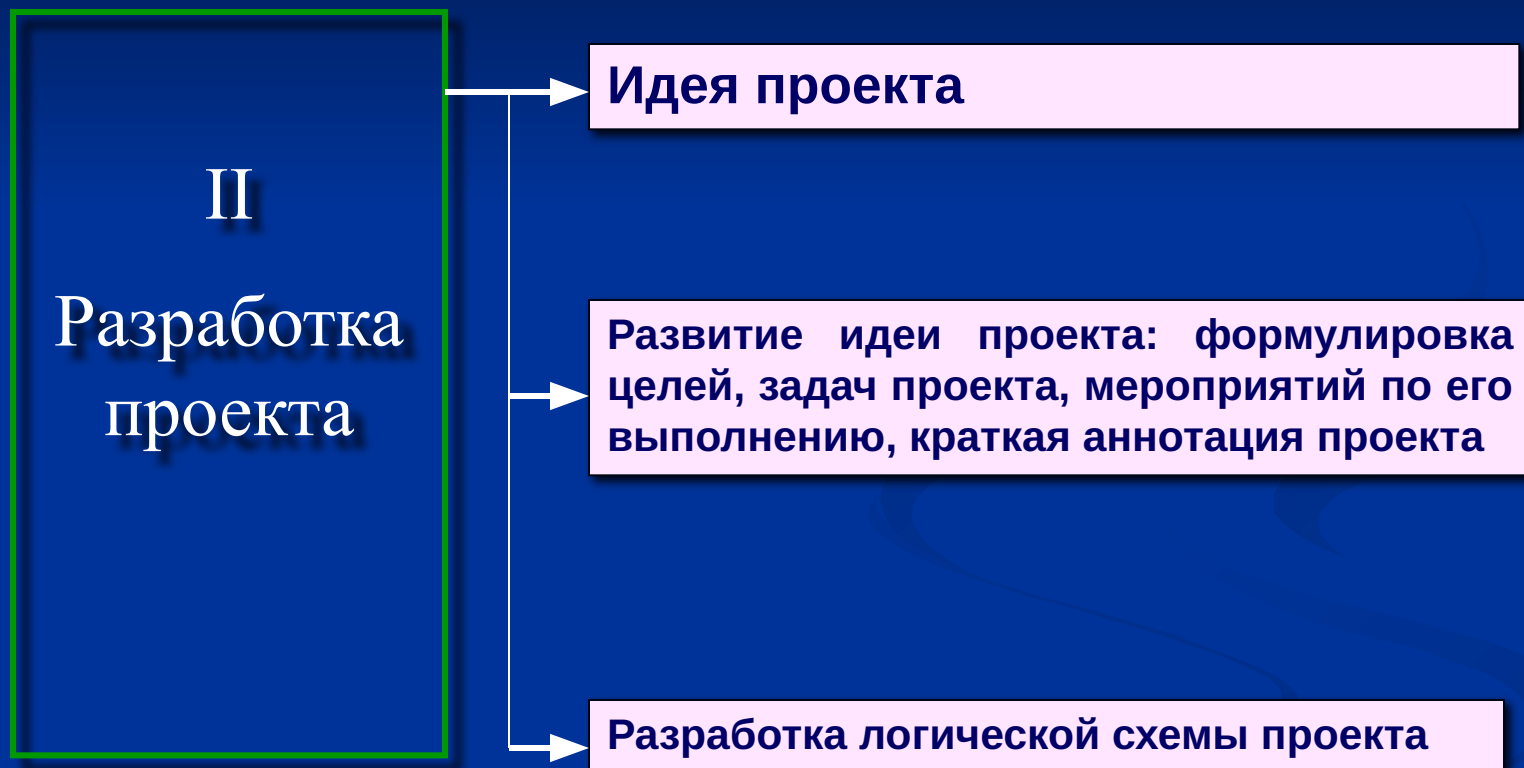 II
Разработка
проекта
Идея проекта
Развитие идеи проекта: формулировка
целей, задач проекта, мероприятий по его
выполнению, краткая аннотация проекта
Разработка логической схемы проекта